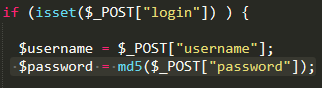 if (isset($_POST["login"]) ) {
$username = $_POST["username"];
$password = md5($_POST["password"]);